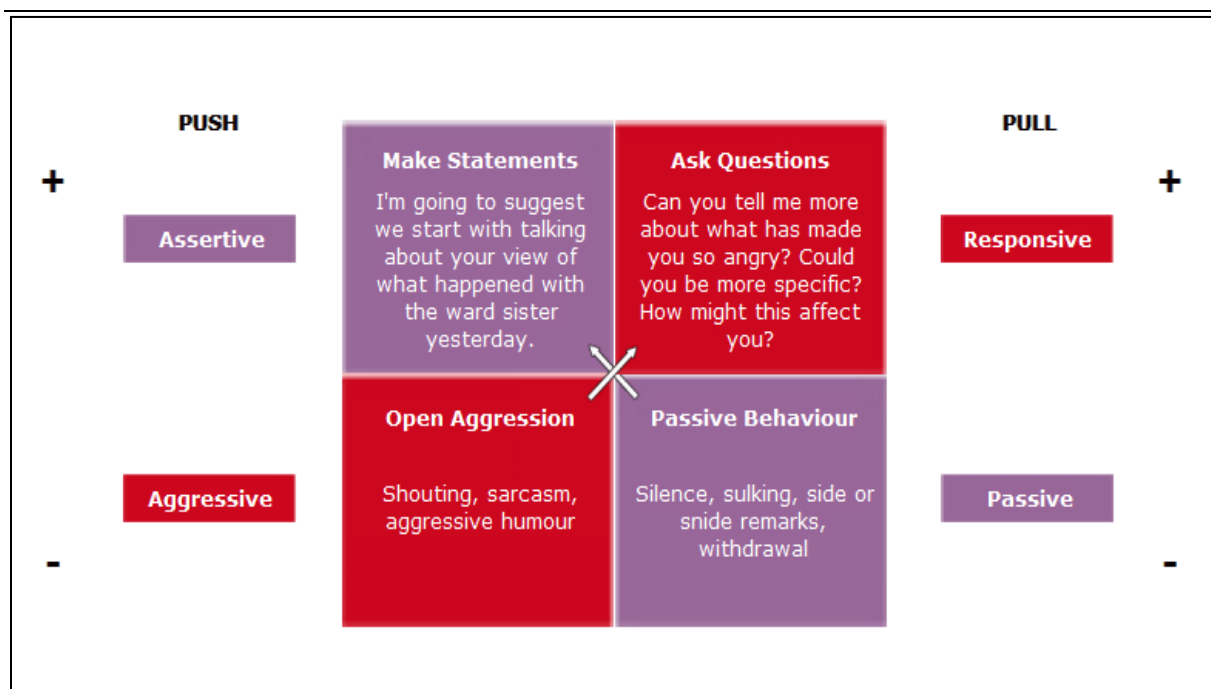 PUSH
PULL
+
+
Make Statements
I'm going to suggest
we start with talking
about your view of
what happened with
the ward sister
yesterday.
Ask Questions
Can you tell me more
about what has made
you so angry? Could
you be more specific?
How might this affect
you?
Assertive
Responsive
Open Aggression
Shouting, sarcasm,
aggressive humour
Passive Behaviour
Silence, sulking, side or
snide remarks,
withdrawal
Aggressive
Passive
-
-